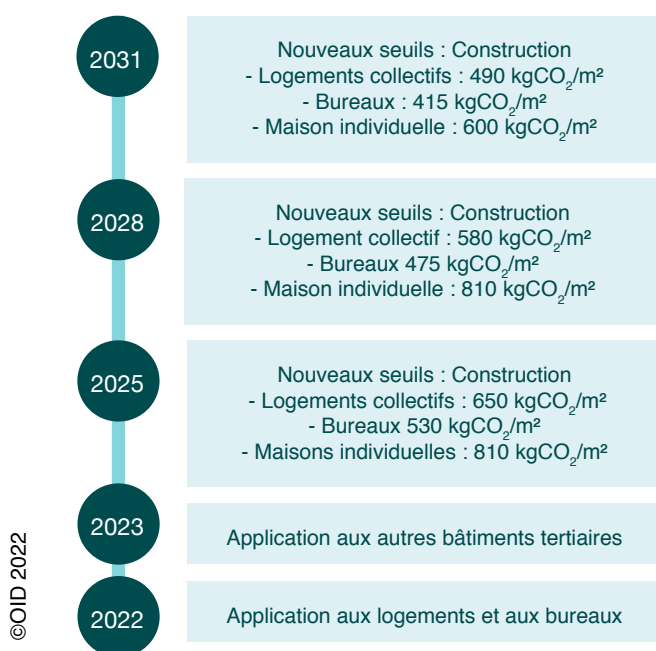 2031
Nouveaux seuils : Construction
- Logements collectifs : 490 kgCO₂/m²
- Bureaux : 415 kgCO₂/m²
- Maison individuelle : 600 kgCO₂/m²
2028
Nouveaux seuils : Construction
- Logement collectif : 580 kgCO₂/m²
- Bureaux 475 kgCO₂/m²
- Maison individuelle : 810 kgCO₂/m²
2025
Nouveaux seuils : Construction
- Logements collectifs : 650 kgCO₂/m²
- Bureaux 530 kgCO₂/m²
- Maisons individuelles : 810 kgCO₂/m²
2023
Application aux autres bâtiments tertiaires
2022
Application aux logements et aux bureaux
©OID 2022